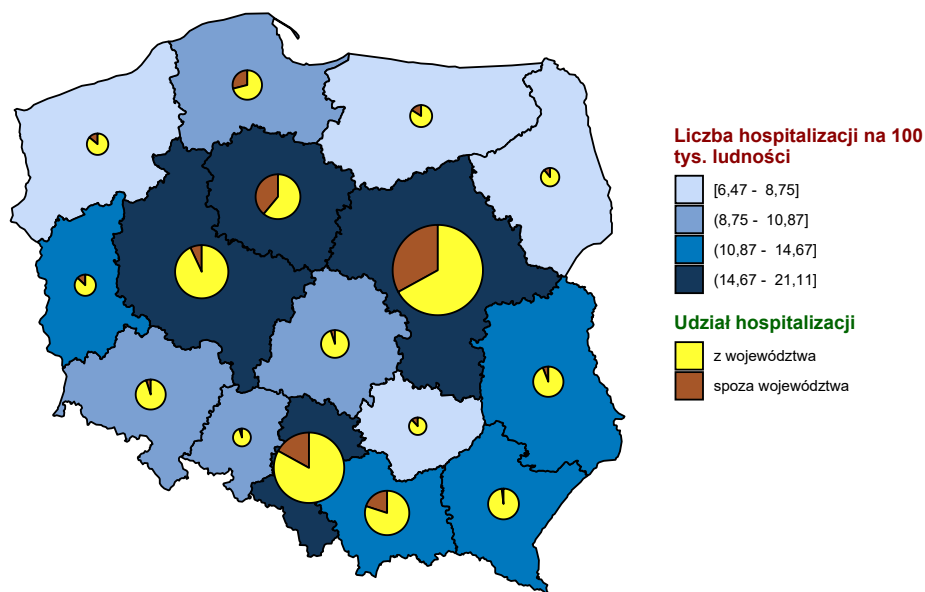 Liczba hospitalizacji na 100
tys. ludności
[6,47 - 8,75]
(8,75 - 10,87]
(10,87 - 14,67]
(14,67 - 21,11]
Udział hospitalizacji
z województwa
spoza województwa